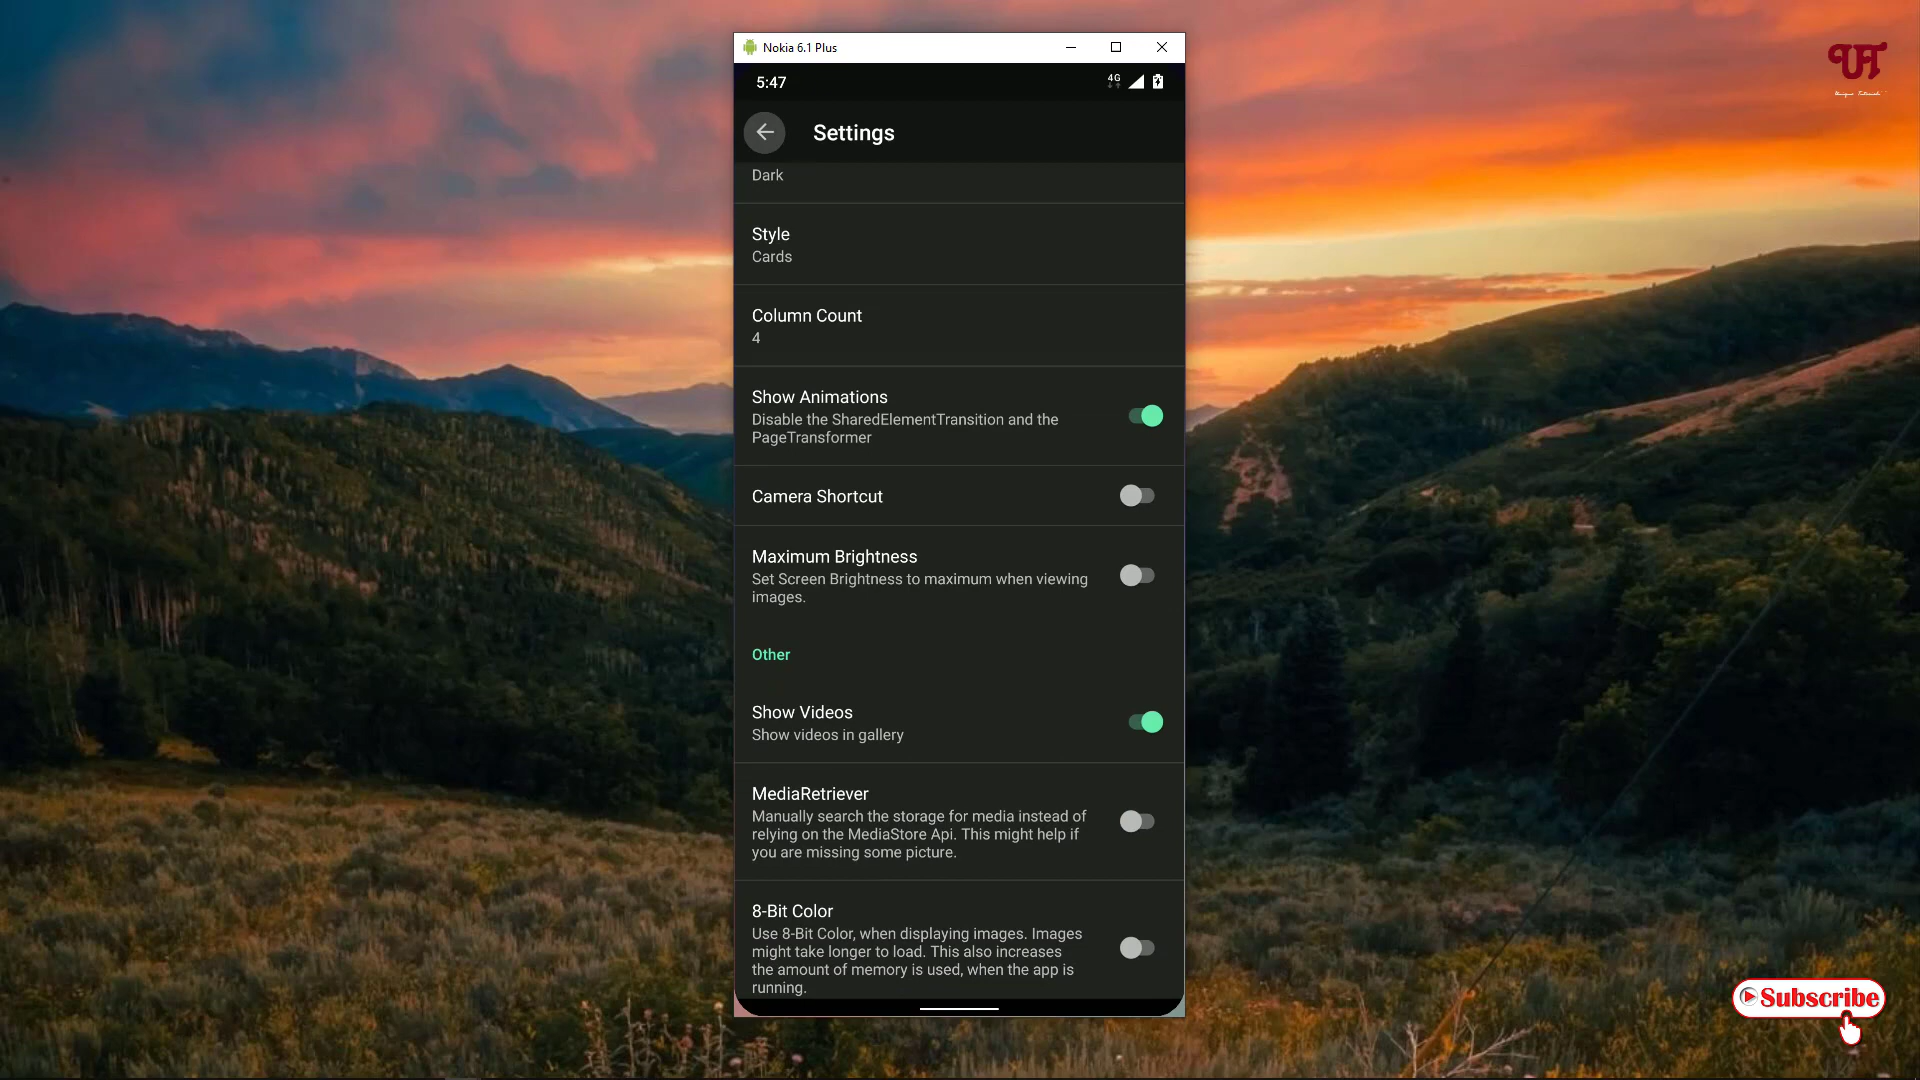 Nokia 6.1 Plus
5:47
4G
Settings
Dark
Style
Cards
Column Count
4
Show Animations
Disable the SharedElementTransition and the
PageTransformer
Camera Shortcut
Maximum Brightness
Set Screen Brightness to maximum when viewing
images.
Other
Show Videos
Show videos in gallery
MediaRetriever
Manually search the storage for media instead of
relying on the MediaStore Api. This might help if
you are missing some picture.
8-Bit Color
Use 8-Bit Color, when displaying images. Images
might take longer to load. This also increases
the amount of memory is used, when the app is
running.
UT
Unique Tutorials
Subscribe